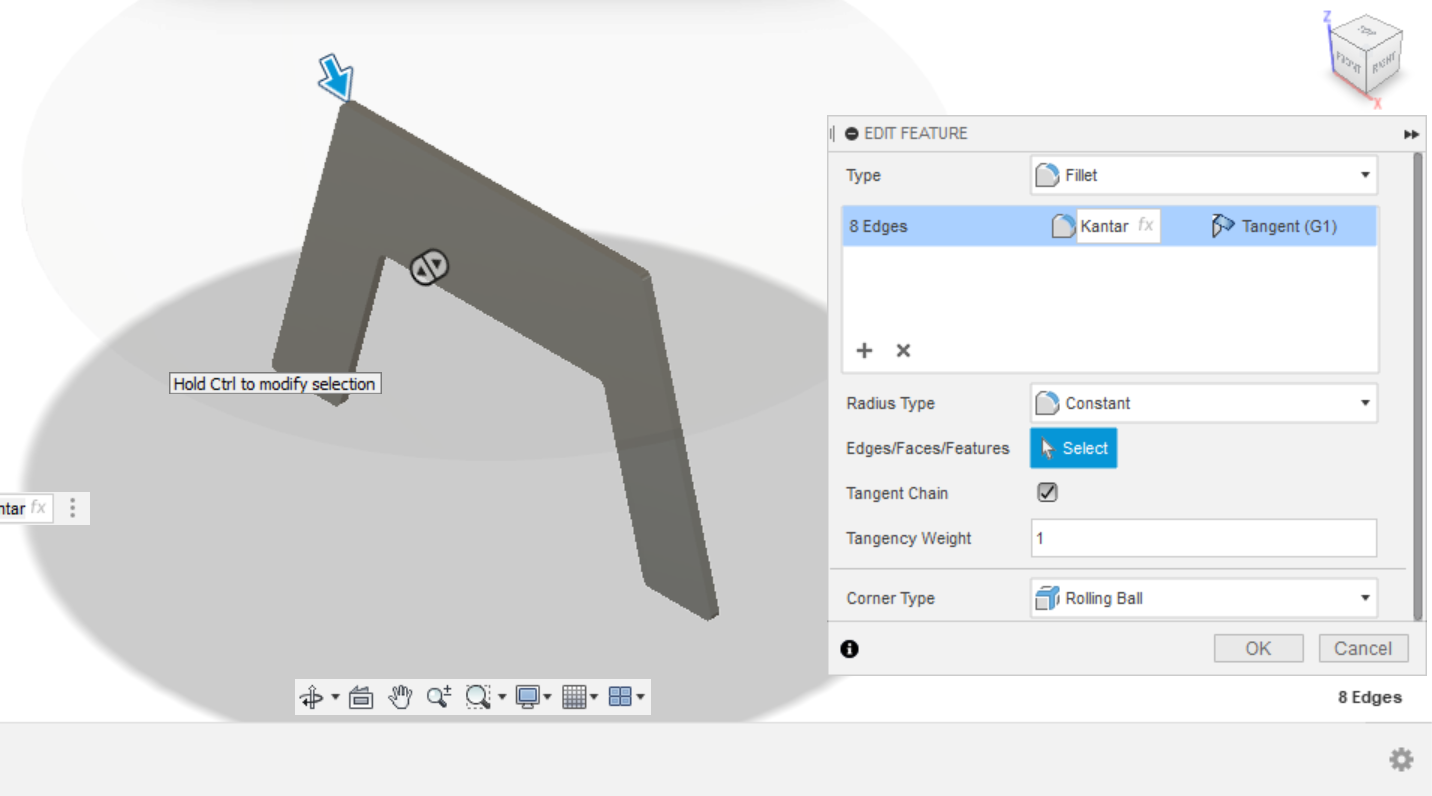 Z
TOP
FRONT
RIGHT
X
EDIT FEATURE
Type
Fillet
8 Edges
Kantar fx
Tangent (G1)
Hold Ctrl to modify selection
Radius Type
Constant
Edges/Faces/Features
Select
Tangent Chain
ntar fx
Tangency Weight
1
Corner Type
Rolling Ball
OK
Cancel
8 Edges